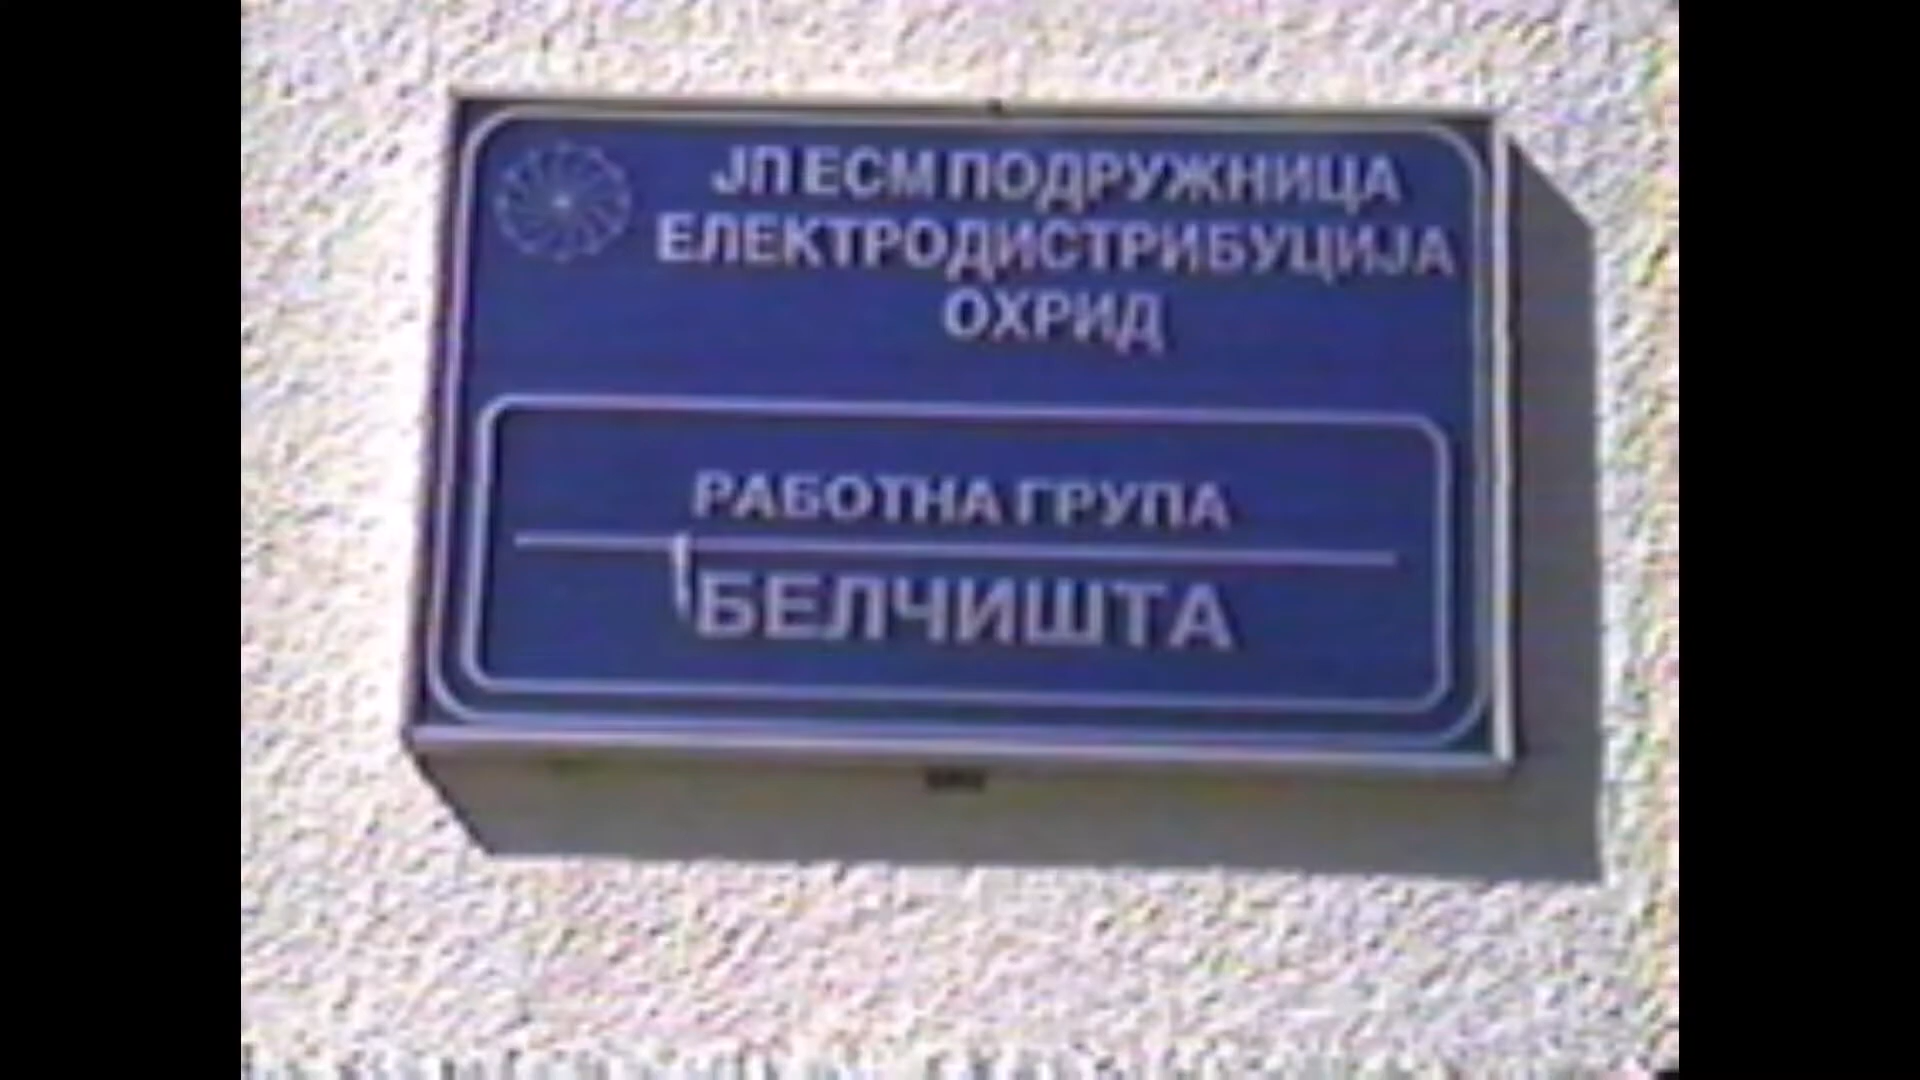 ЈП ЕСМ ПОДРУЖНИЦА
ЕЛЕКТРОДИСТРИБУЦИЈА
ОХРИД
РАБОТНА ГРУПА
БЕЛЧИШТА